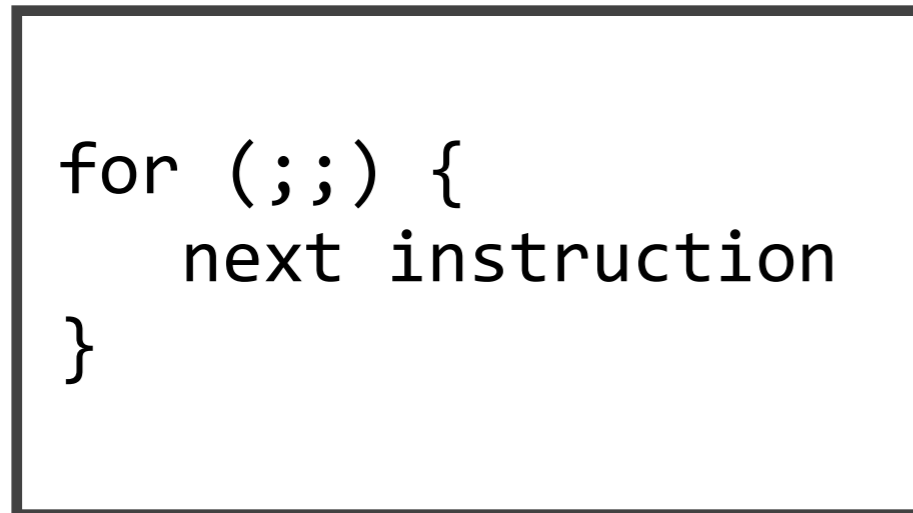 for (;;) {
   next instruction
}